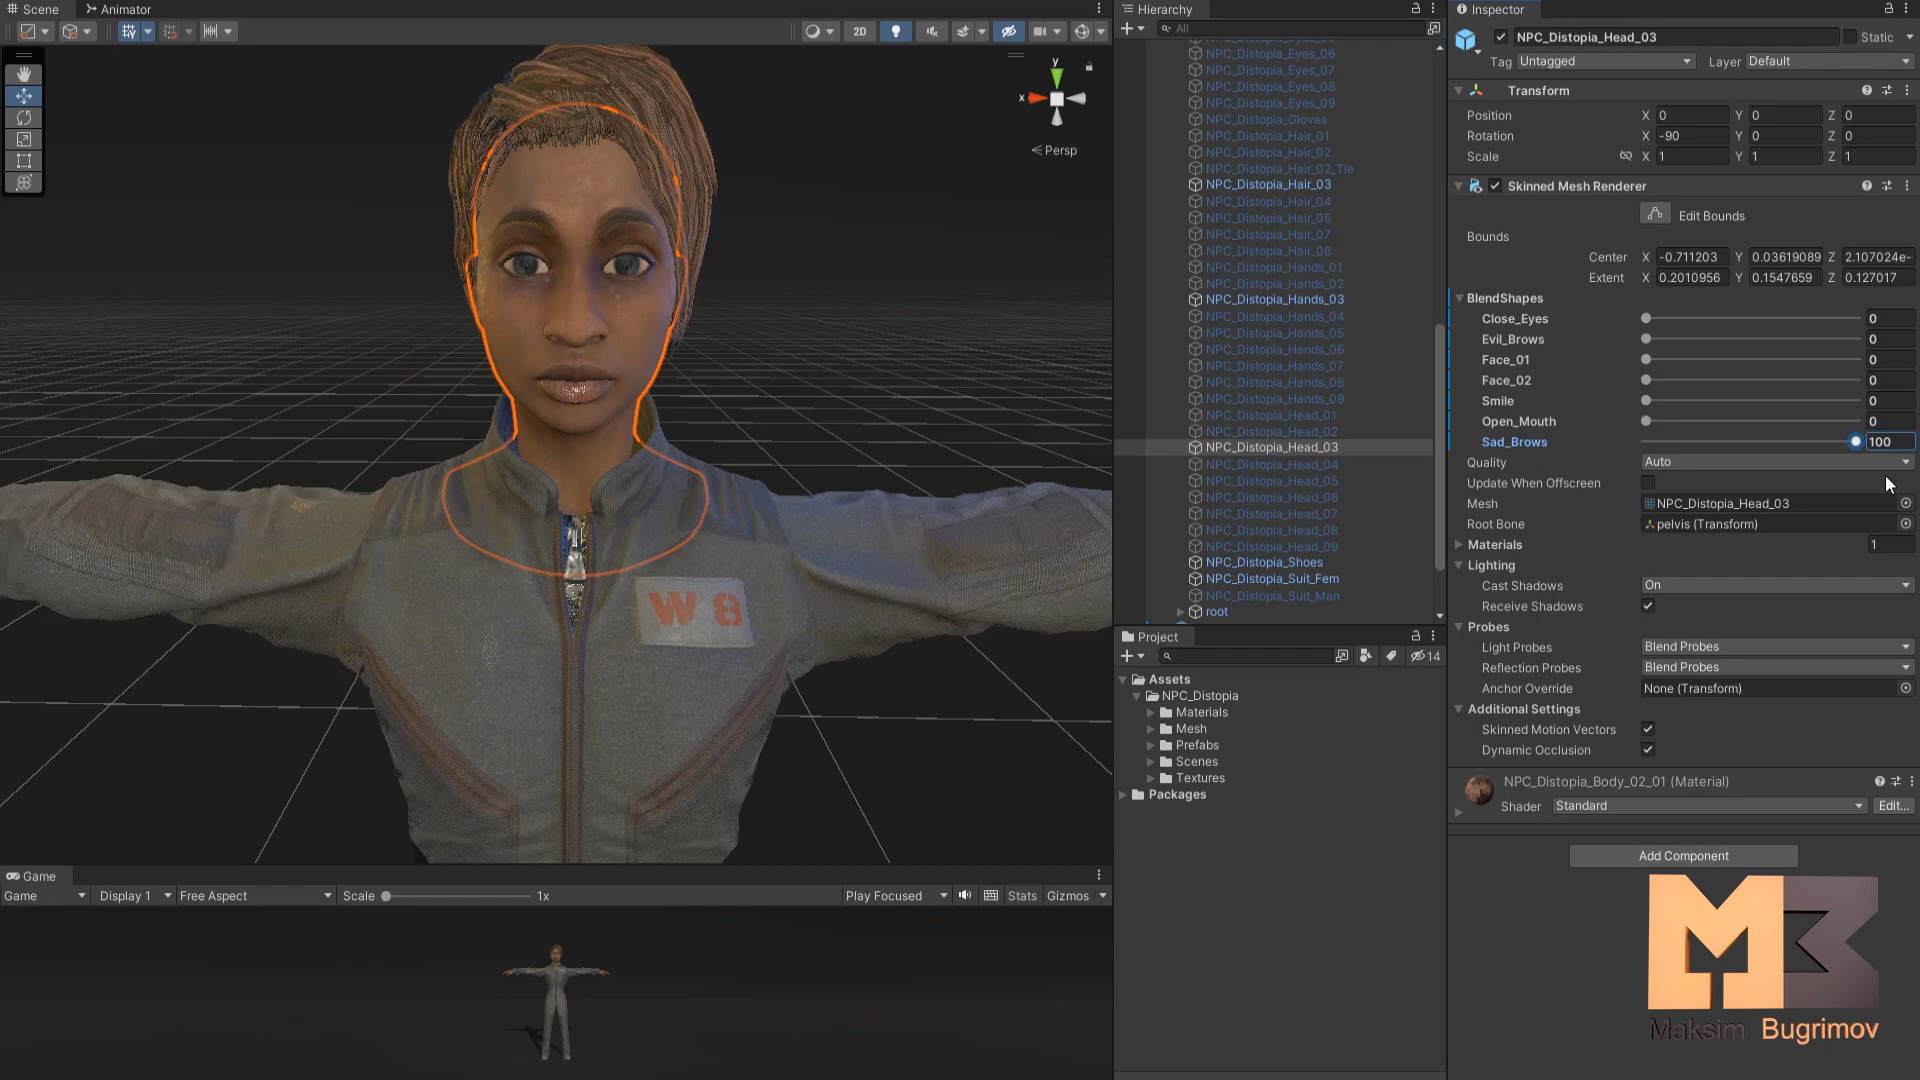 Scene
Animator
2D
y
x
Persp
W 8
Game
Game
Display 1
Free Aspect
Scale
1x
Play Focused
Stats
Gizmos
Hierarchy
All
NPC_Distopia_Eyes_06
NPC_Distopia_Eyes_07
NPC_Distopia_Eyes_08
NPC_Distopia_Eyes_09
NPC_Distopia_Gloves
NPC_Distopia_Hair_01
NPC_Distopia_Hair_02
NPC_Distopia_Hair_02_Tie
NPC_Distopia_Hair_03
NPC_Distopia_Hair_04
NPC_Distopia_Hair_05
NPC_Distopia_Hair_07
NPC_Distopia_Hair_08
NPC_Distopia_Hands_01
NPC_Distopia_Hands_02
NPC_Distopia_Hands_03
NPC_Distopia_Hands_04
NPC_Distopia_Hands_05
NPC_Distopia_Hands_06
NPC_Distopia_Hands_07
NPC_Distopia_Hands_08
NPC_Distopia_Hands_09
NPC_Distopia_Head_01
NPC_Distopia_Head_02
NPC_Distopia_Head_03
NPC_Distopia_Head_04
NPC_Distopia_Head_05
NPC_Distopia_Head_06
NPC_Distopia_Head_07
NPC_Distopia_Head_08
NPC_Distopia_Head_09
NPC_Distopia_Shoes
NPC_Distopia_Suit_Fem
NPC_Distopia_Suit_Man
root
Project
14
Assets
NPC_Distopia
Materials
Mesh
Prefabs
Scenes
Textures
Packages
Inspector
NPC_Distopia_Head_03
Static
Tag Untagged Layer Default
Transform
Position X 0 Y 0 Z 0
Rotation X -90 Y 0 Z 0
Scale X 1 Y 1 Z 1
Skinned Mesh Renderer
Edit Bounds
Bounds
Center X -0.711203 Y 0.03619089 Z 2.107024e-
Extent X 0.2010956 Y 0.1547659 Z 0.127017
BlendShapes
Close_Eyes 0
Evil_Brows 0
Face_01 0
Face_02 0
Smile 0
Open_Mouth 0
Sad_Brows 100
Quality Auto
Update When Offscreen
Mesh NPC_Distopia_Head_03
Root Bone pelvis (Transform)
Materials 1
Lighting
Cast Shadows On
Receive Shadows
Probes
Light Probes Blend Probes
Reflection Probes Blend Probes
Anchor Override None (Transform)
Additional Settings
Skinned Motion Vectors
Dynamic Occlusion
NPC_Distopia_Body_02_01 (Material)
Shader Standard Edit...
Add Component
Maksim Bugrimov